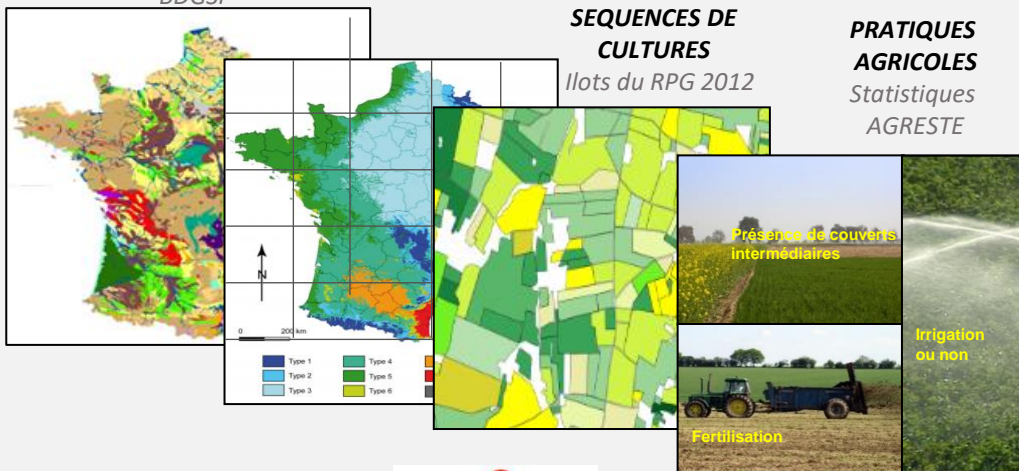 SEQUENCES DE
CULTURES
Ilots du RPG 2012
PRATIQUES
AGRICOLES
Statistiques
AGRESTE
N
0 200 km
Type 1
Type 2
Type 3
Type 4
Type 5
Type 6
Présence de couverts
intermédiaires
Irrigation
ou non
Fertilisation